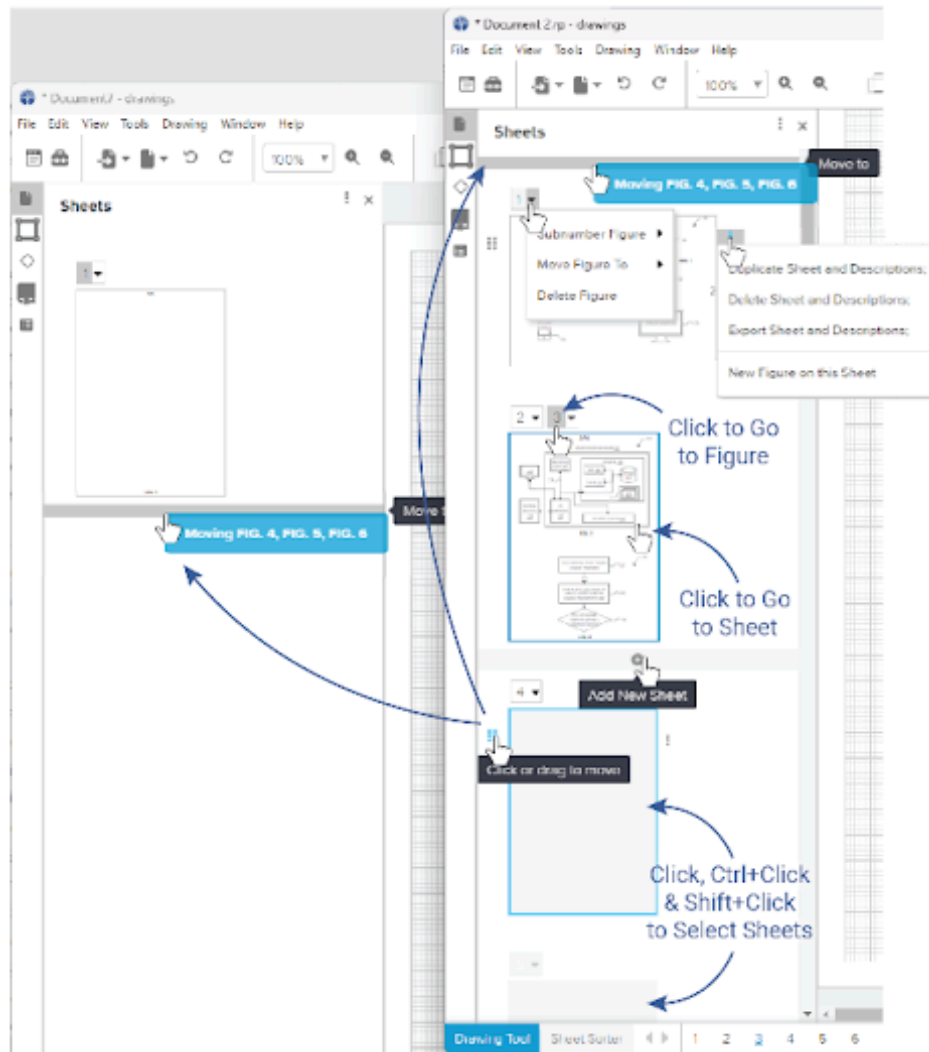 * Document 2.rp - drawings
File Edit View Tools Drawing Window Help
100%
Sheets
Move to
Moving FIG. 4, FIG. 5, FIG. 6
1
Subnumber Figure
Move Figure To
Delete Figure
Duplicate Sheet and Descriptions;
Delete Sheet and Descriptions;
Export Sheet and Descriptions;
New Figure on this Sheet
2 3
Click to Go
to Figure
Click to Go
to Sheet
Add New Sheet
4
Click or drag to move
Click, Ctrl+Click
& Shift+Click
to Select Sheets
Drawing Tool Sheet Sorter 1 2 3 4 5 6
- drawings
File Edit View Tools Drawing Window Help
100%
Sheets
1
Move t
Moving FIG. 4, FIG. 5, FIG. 6